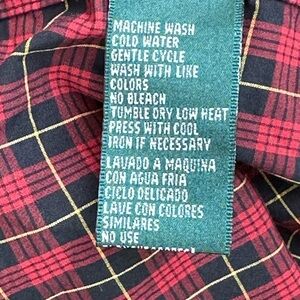 MACHINE WASH
COLD WATER
GENTLE CYCLE
WASH WITH LIKE
COLORS
NO BLEACH
TUMBLE DRY LOW HEAT
PRESS WITH COOL
IRON IF NECESSARY
LAVADO A MAQUINA
CON AGUA FRIA
CICLO DELICADO
LAVE CON COLORES
SIMILARES
NO USE